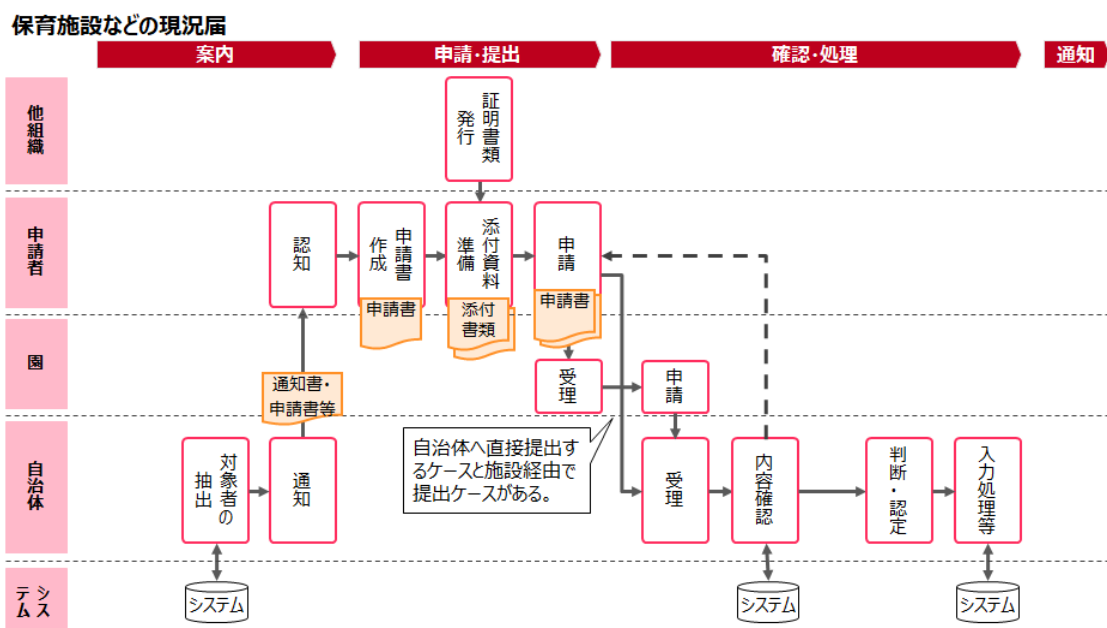 保育施設などの現況届
案内
申請・提出
確認・処理
通知
他組織
証明書類
発行
申請者
認知
申請書
作成
添付資料
準備
申請
申請書
添付
書類
申請書
園
通知書・
申請書等
受理
申請
自治体
対象者の
抽出
通知
自治体へ直接提出す
るケースと施設経由で
提出ケースがある。
受理
内容確認
判断・認定
入力処理等
シス
テム
システム
システム
システム